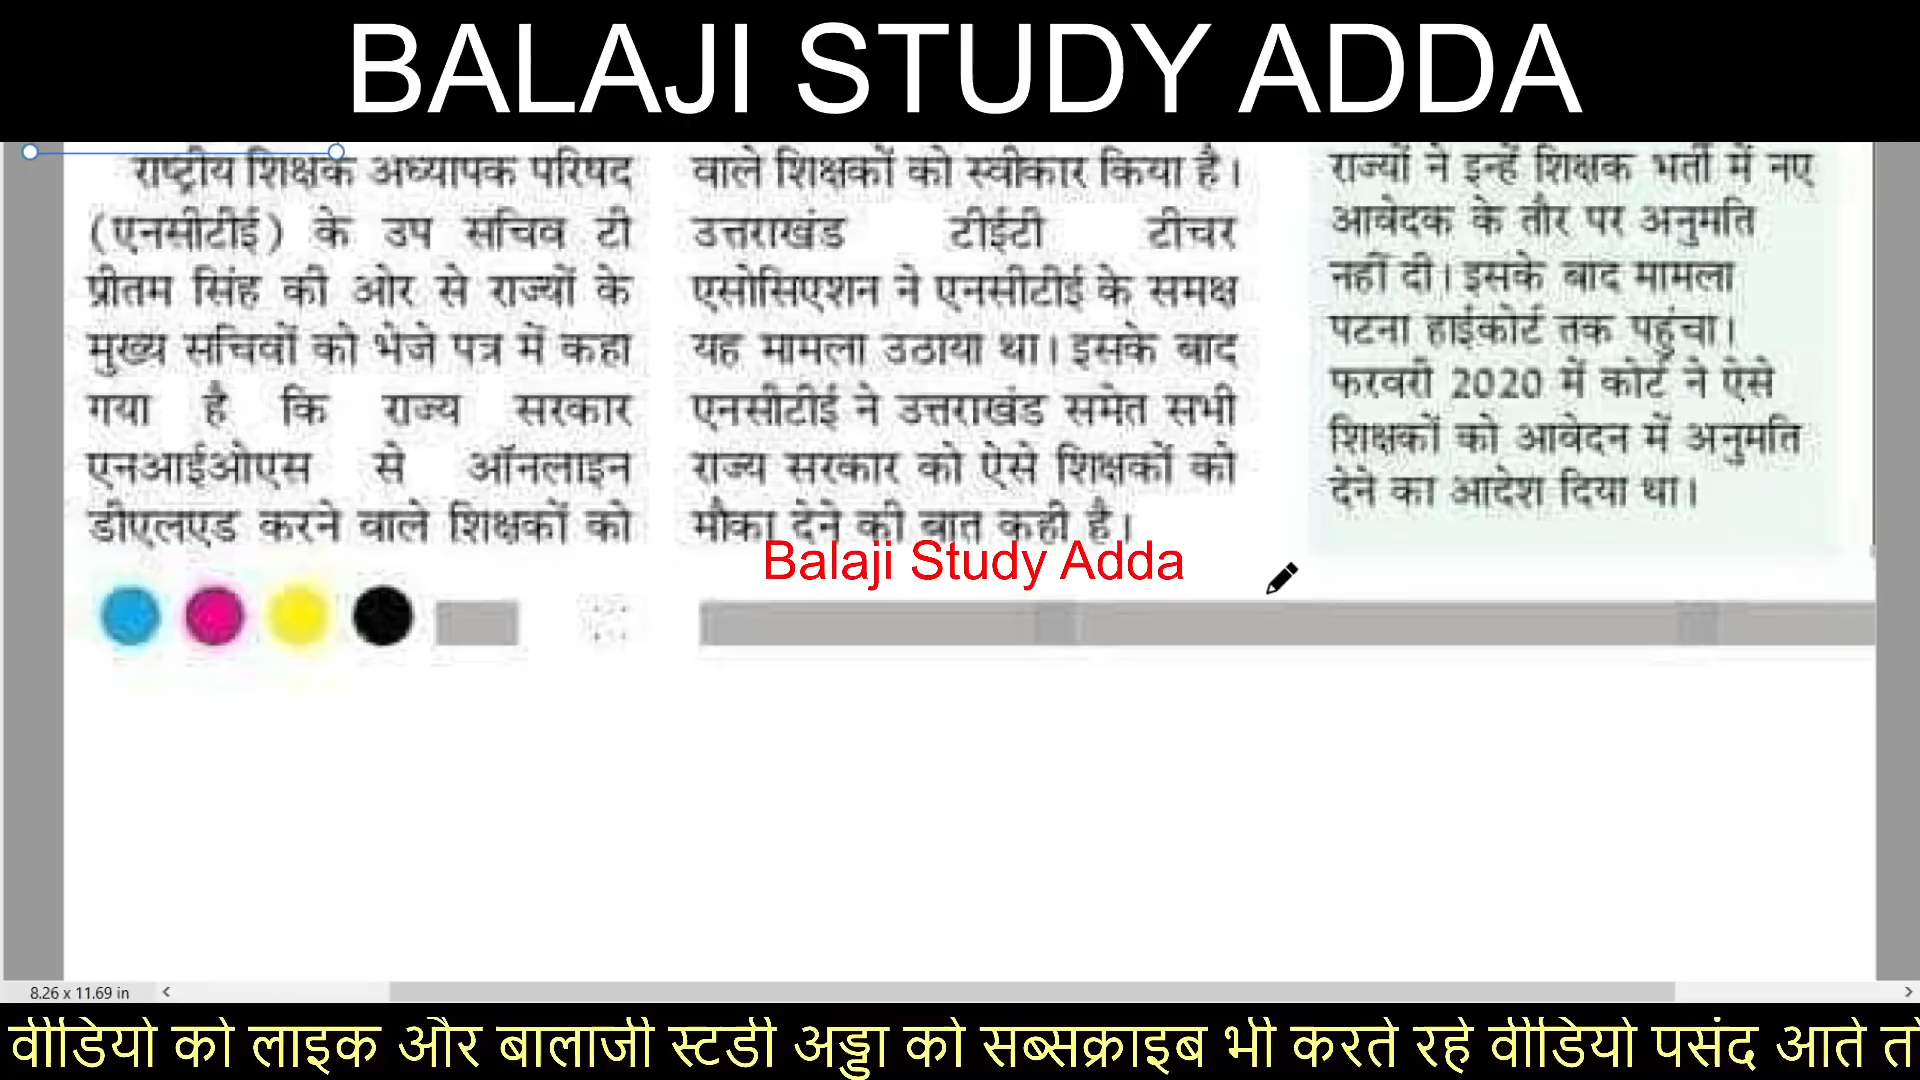 BALAJI STUDY ADDA
राष्ट्रीय शिक्षक अध्यापक परिषद
(एनसीटीई) के उप सचिव टी
प्रीतम सिंह की ओर से राज्यों के
मुख्य सचिवों को भेजे पत्र में कहा
गया है कि राज्य सरकार
एनआईओएस से ऑनलाइन
डीएलएड करने वाले शिक्षकों को
वाले शिक्षकों को स्वीकार किया है।
उत्तराखंड टीईटी टीचर
एसोसिएशन ने एनसीटीई के समक्ष
यह मामला उठाया था। इसके बाद
एनसीटीई ने उत्तराखंड समेत सभी
राज्य सरकार को ऐसे शिक्षकों को
मौका देने की बात कही है।
राज्यों ने इन्हें शिक्षक भर्ती में नए
आवेदक के तौर पर अनुमति
नहीं दी। इसके बाद मामला
पटना हाईकोर्ट तक पहुंचा।
फरवरी 2020 में कोर्ट ने ऐसे
शिक्षकों को आवेदन में अनुमति
देने का आदेश दिया था।
Balaji Study Adda
8.26 x 11.69 in
वीडियो को लाइक और बालाजी स्टडी अड्डा को सब्सक्राइब भी करते रहे वीडियो पसंद आते तो